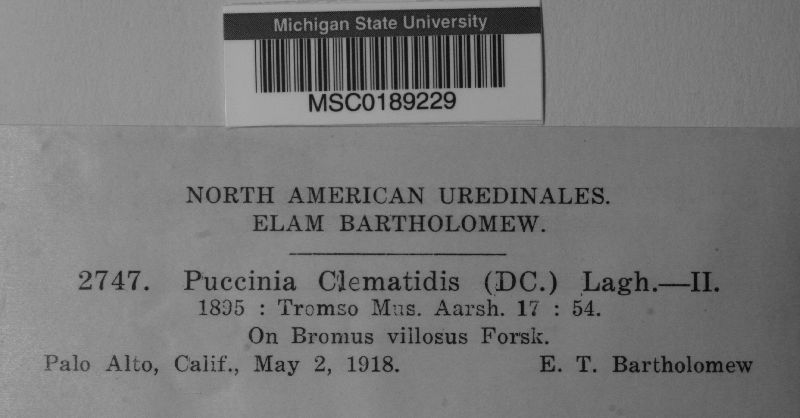 Michigan State University
MSC0189229
NORTH AMERICAN UREDINALES.
ELAM BARTHOLOMEW.
2747. Puccinia Clematidis (DC.) Lagh.—II.
1895 : Tromso Mus. Aarsh. 17 : 54.
On Bromus villosus Forsk.
Palo Alto, Calif., May 2, 1918. E. T. Bartholomew